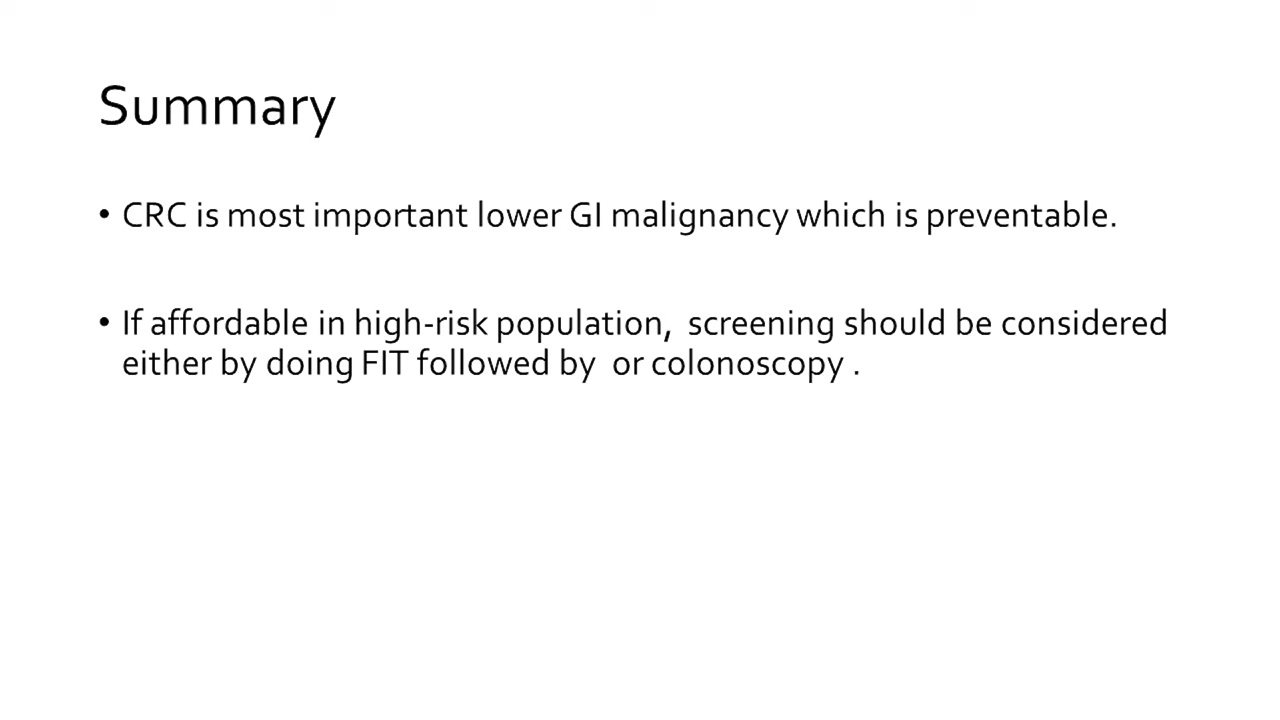 Summary
• CRC is most important lower GI malignancy which is preventable.
• If affordable in high-risk population,  screening should be considered
either by doing FIT followed by  or colonoscopy .